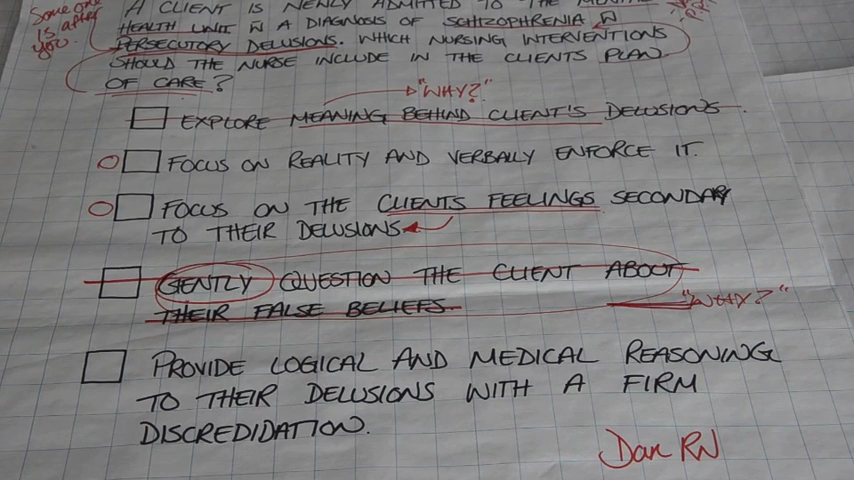 Someone
is after
you.
A CLIENT IS NEWLY ADMITTED TO THE
HEALTH UNIT W A DIAGNOSIS OF SCHIZOPHRENIA W
PERSECUTORY DELUSIONS. WHICH NURSING INTERVENTIONS
SHOULD THE NURSE INCLUDE IN THE CLIENTS PLAN
OF CARE?
"WHY?"
EXPLORE MEANING BEHIND CLIENT'S DELUSIONS.
FOCUS ON REALITY AND VERBALLY ENFORCE IT.
FOCUS ON THE CLIENTS FEELINGS SECONDARY
TO THEIR DELUSIONS
GENTLY QUESTION THE CLIENT ABOUT
THEIR FALSE BELIEFS
"WHY?"
PROVIDE LOGICAL AND MEDICAL REASONING
TO THEIR DELUSIONS WITH A FIRM
DISCREDIDATION.
Dan RN